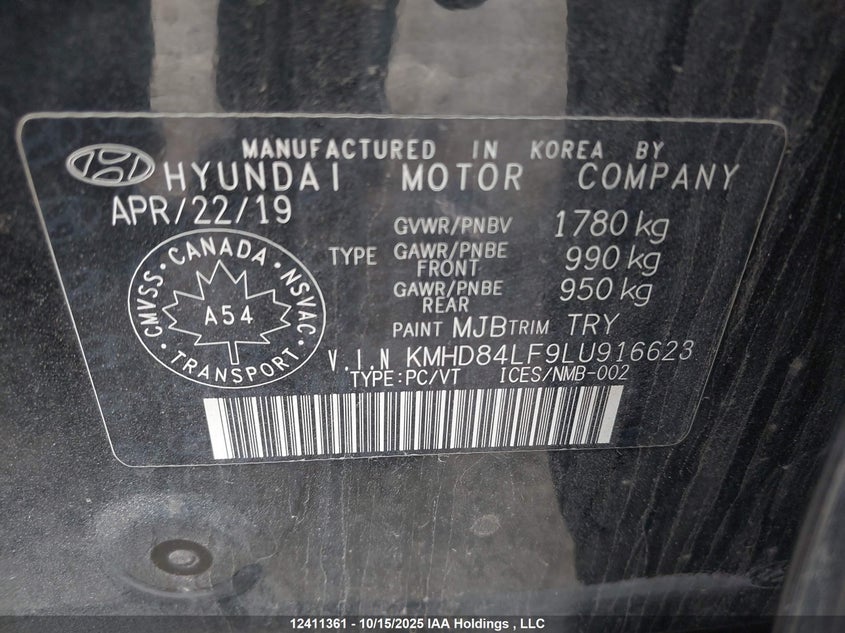 MANUFACTURED IN KOREA BY
HYUNDAI MOTOR COMPANY
APR/22/19
GVWR/PNBV 1780 kg
TYPE GAWR/PNBE FRONT 990 kg
GAWR/PNBE REAR 950 kg
PAINT MJB TRIM TRY
CMVSS · CANADA · NSVAC
A54
TRANSPORT
V.I.N KMHD84LF9LU916623
TYPE:PC/VT ICES/NMB-002
12411361 - 10/15/2025 IAA Holdings , LLC